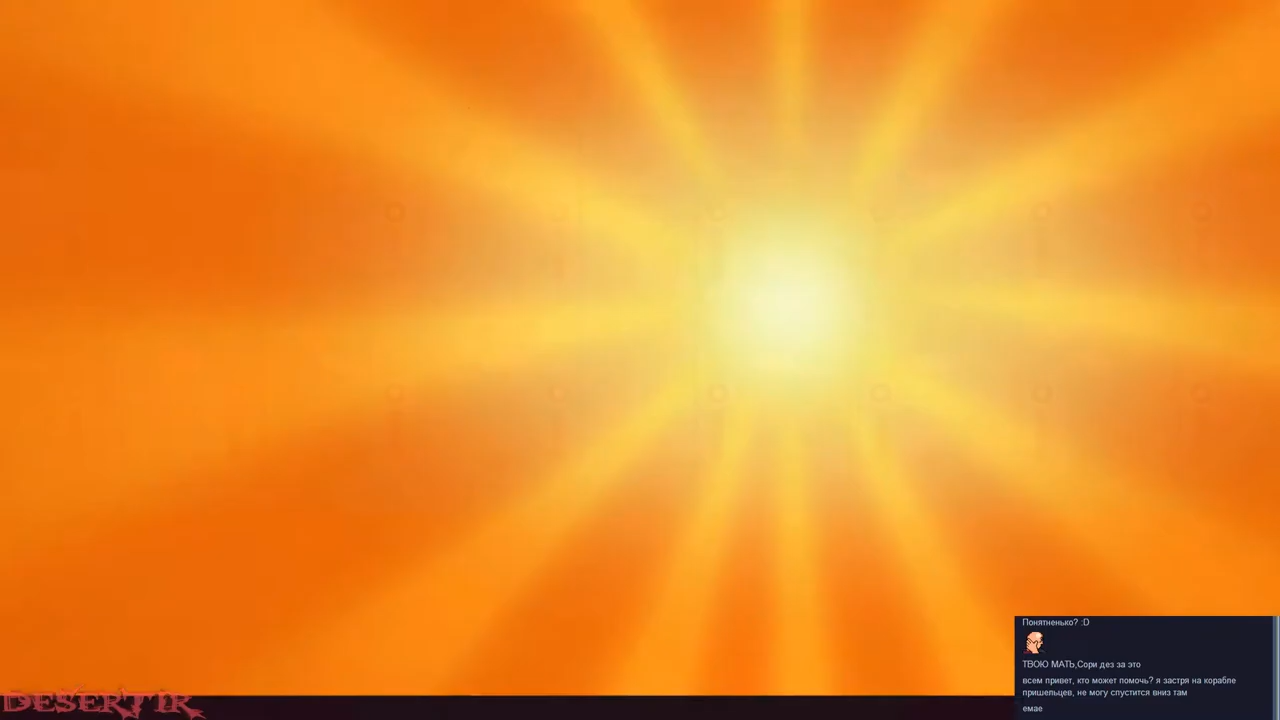 Понятненько? :D
ТВОЮ МАТЬ,Сори дез за это
всем привет, кто может помочь? я застря на корабле
пришельцев, не могу спустится вниз там
емае
DESERTIR